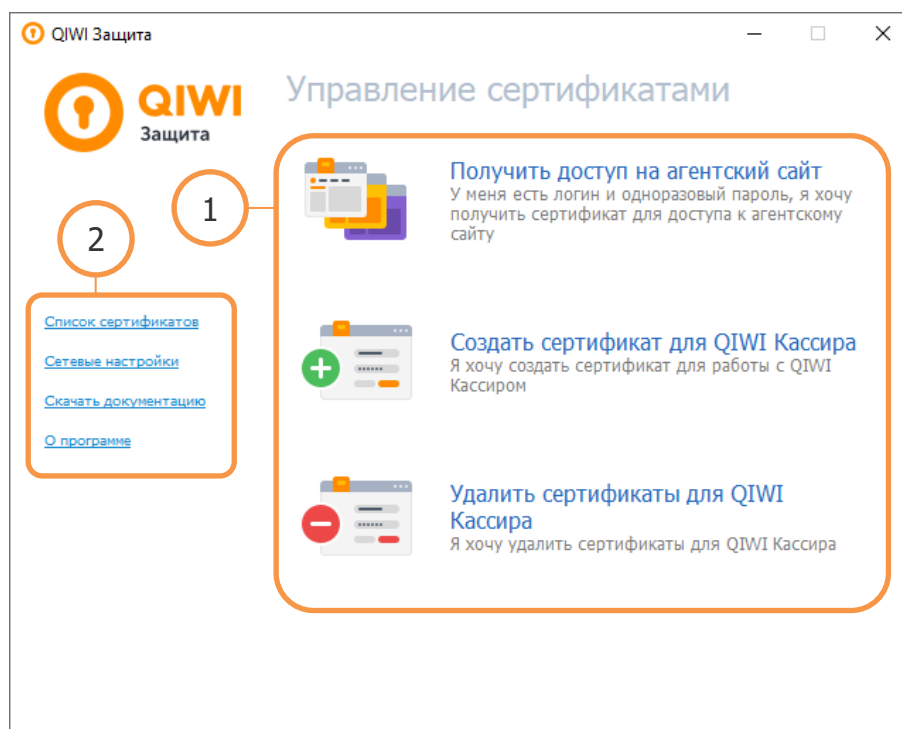 QIWI Защита
QIWI
Защита
Управление сертификатами
1
2
Получить доступ на агентский сайт
У меня есть логин и одноразовый пароль, я хочу
получить сертификат для доступа к агентскому
сайту
Список сертификатов
Сетевые настройки
Скачать документацию
О программе
Создать сертификат для QIWI Кассира
Я хочу создать сертификат для работы с QIWI
Кассиром
Удалить сертификаты для QIWI
Кассира
Я хочу удалить сертификаты для QIWI Кассира